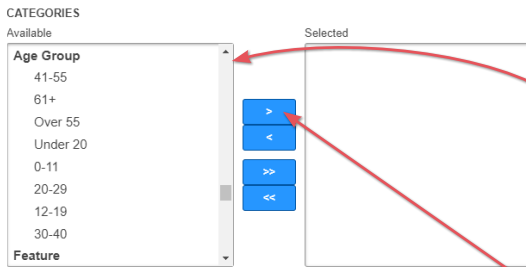 CATEGORIES
Available
Selected
Age Group
41-55
61+
Over 55
Under 20
0-11
20-29
12-19
30-40
Feature
>
<
>>
<<